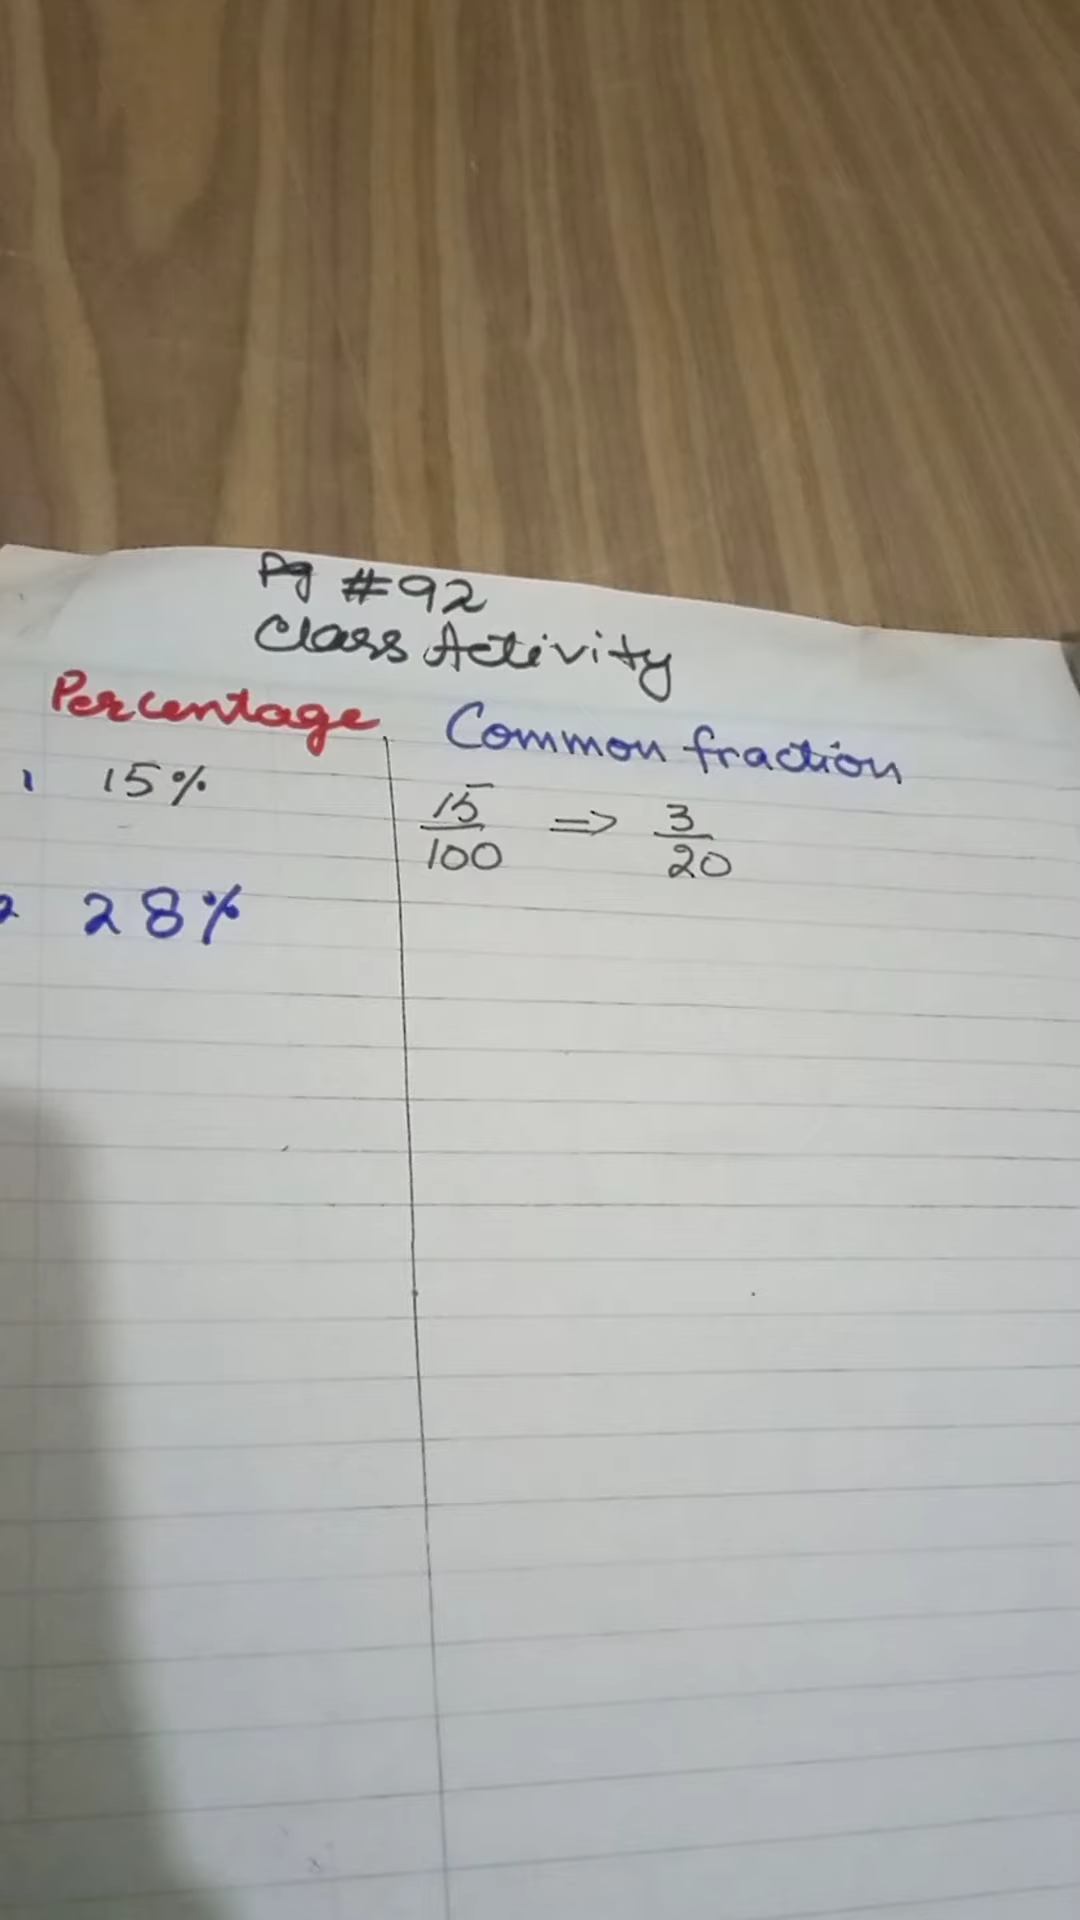 Pg #92
Class Activity
Percentage Common fraction
1 15% 15/100 => 3/20
2 28%